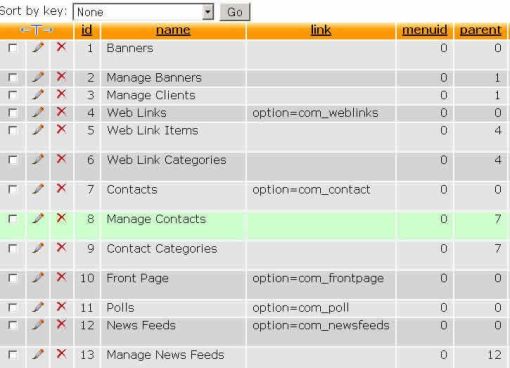 Sort by key: None Go
id name link menuid parent
1 Banners 0 0
2 Manage Banners 0 1
3 Manage Clients 0 1
4 Web Links option=com_weblinks 0 0
5 Web Link Items 0 4
6 Web Link Categories 0 4
7 Contacts option=com_contact 0 0
8 Manage Contacts 0 7
9 Contact Categories 0 7
10 Front Page option=com_frontpage 0 0
11 Polls option=com_poll 0 0
12 News Feeds option=com_newsfeeds 0 0
13 Manage News Feeds 0 12